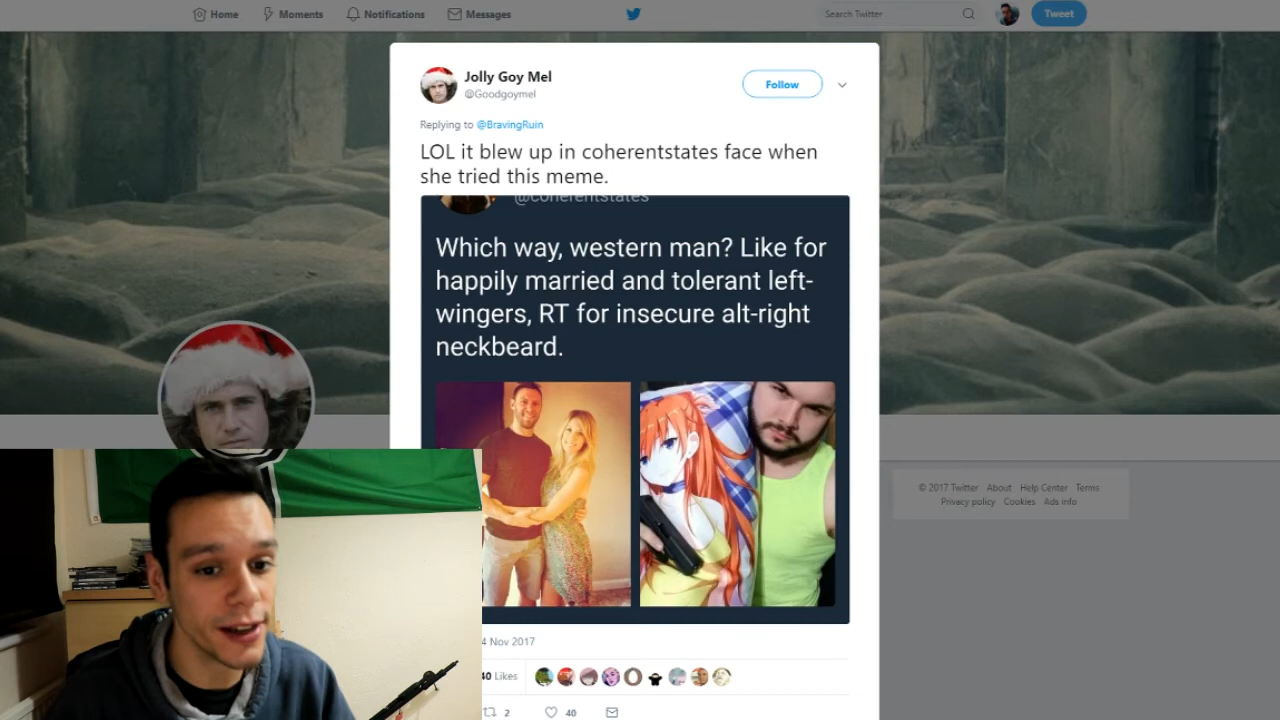 Home Moments Notifications Messages Search Twitter Tweet
Jolly Goy Mel
@Goodgoymel
Follow
Replying to @BravingRuin
LOL it blew up in coherentstates face when
she tried this meme.
@coherentstates
Which way, western man? Like for
happily married and tolerant left-
wingers, RT for insecure alt-right
neckbeard.
© 2017 Twitter About Help Center Terms
Privacy policy Cookies Ads info
4 Nov 2017
40 Likes
2 40